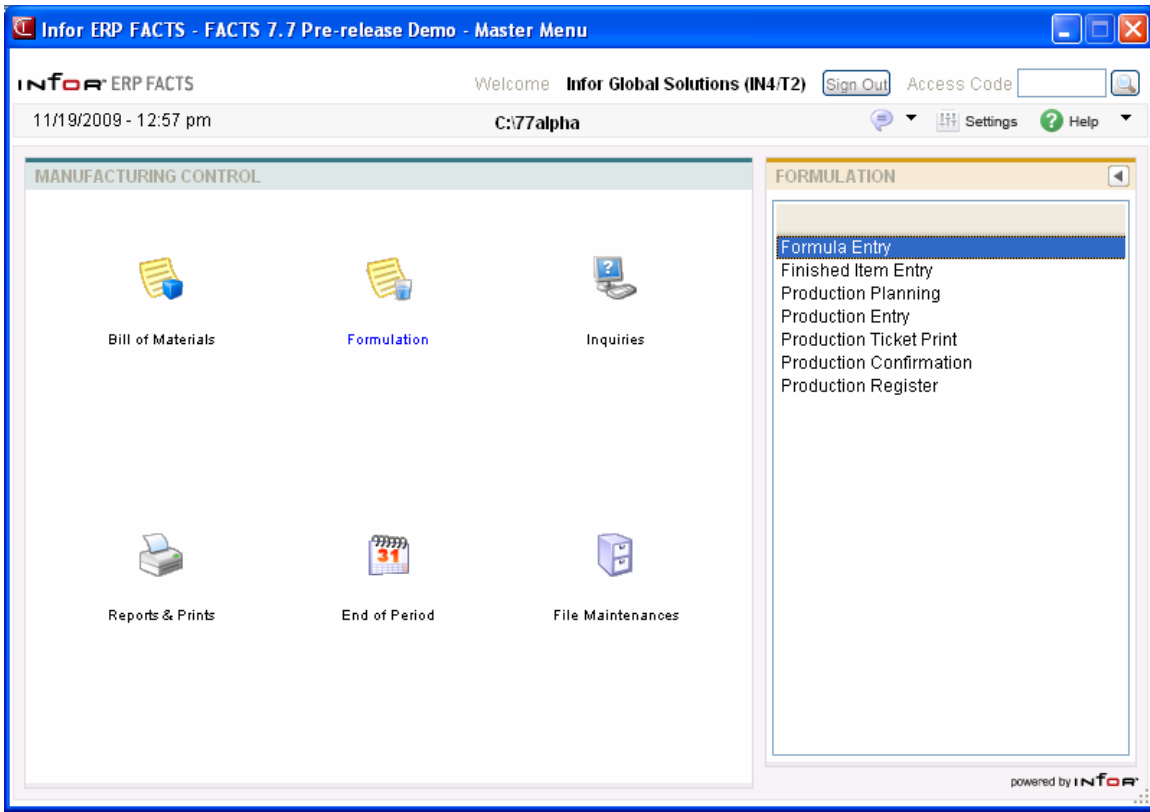 Infor ERP FACTS - FACTS 7.7 Pre-release Demo - Master Menu
infor ERP FACTS Welcome Infor Global Solutions (IN4/T2) Sign Out Access Code
11/19/2009 - 12:57 pm C:\77alpha Settings Help
MANUFACTURING CONTROL
Bill of Materials Formulation Inquiries
31
Reports & Prints End of Period File Maintenances
FORMULATION
Formula Entry
Finished Item Entry
Production Planning
Production Entry
Production Ticket Print
Production Confirmation
Production Register
powered by infor